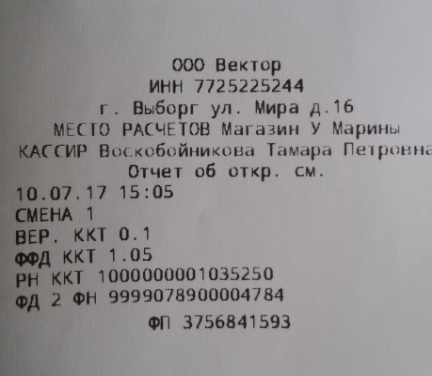 ООО Вектор
ИНН 7725225244
г. Выборг ул. Мира д.16
МЕСТО РАСЧЕТОВ Магазин У Марины
КАССИР Воскобойникова Тамара Петровна
Отчет об откр. см.
10.07.17 15:05
СМЕНА 1
ВЕР. ККТ 0.1
ФФД ККТ 1.05
РН ККТ 1000000001035250
ФД 2 ФН 9999078900004784
ФП 3756841593